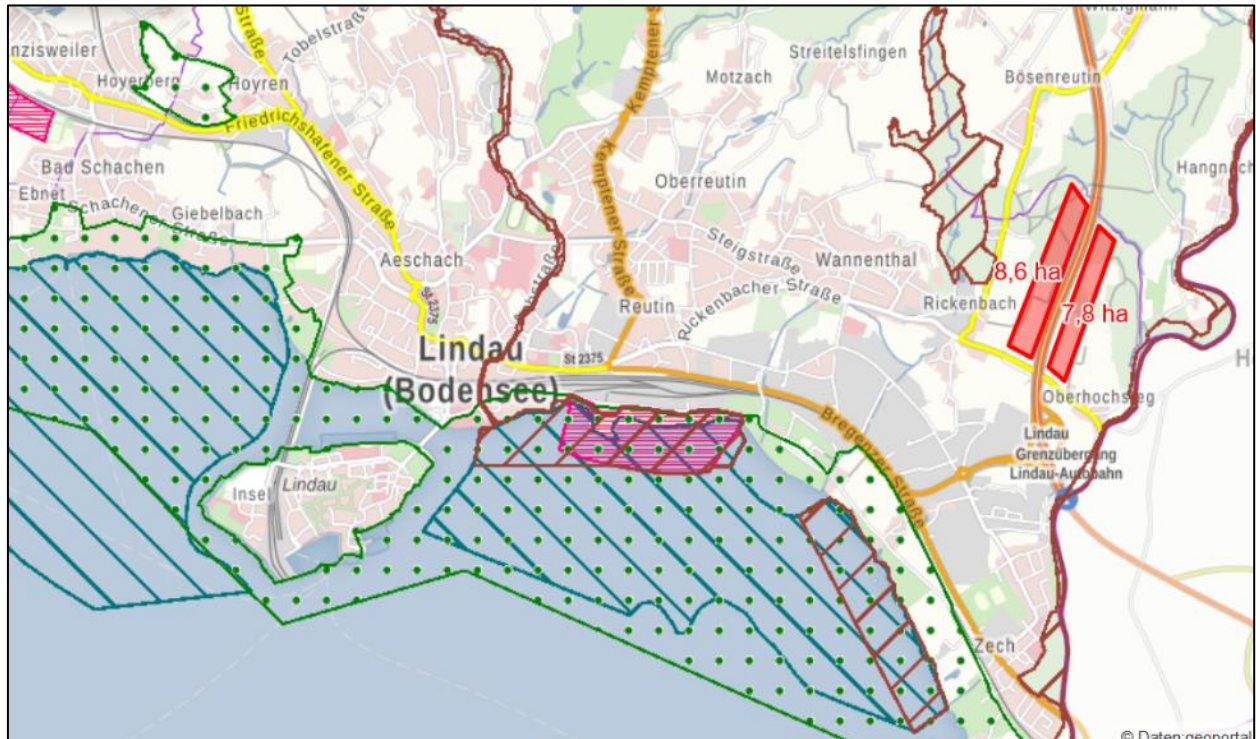 Witzigmann
nzisweiler
Straße
Tobelstraße
Hoyerberg
Hoyren
Motzach
Streitelsfingen
Bösenreutin
Friedrichshafener Straße
Kemptener S
Kemptener Straße
Bad Schachen
Oberreutin
Hangnach
Ebnet
Schachener Straße
Giebelbach
Steigstraße
Aeschach
Wannenthal
8,6 ha
7,8 ha
St 2375
Reutin
Rickenbacher Straße
Rickenbach
Lindau
(Bodensee)
St 2375
H
Oberhochsteg
Bregenzer Straße
Lindau
Grenzübergang
Lindau-Autobahn
Insel Lindau
Zech
© Daten:geoportal